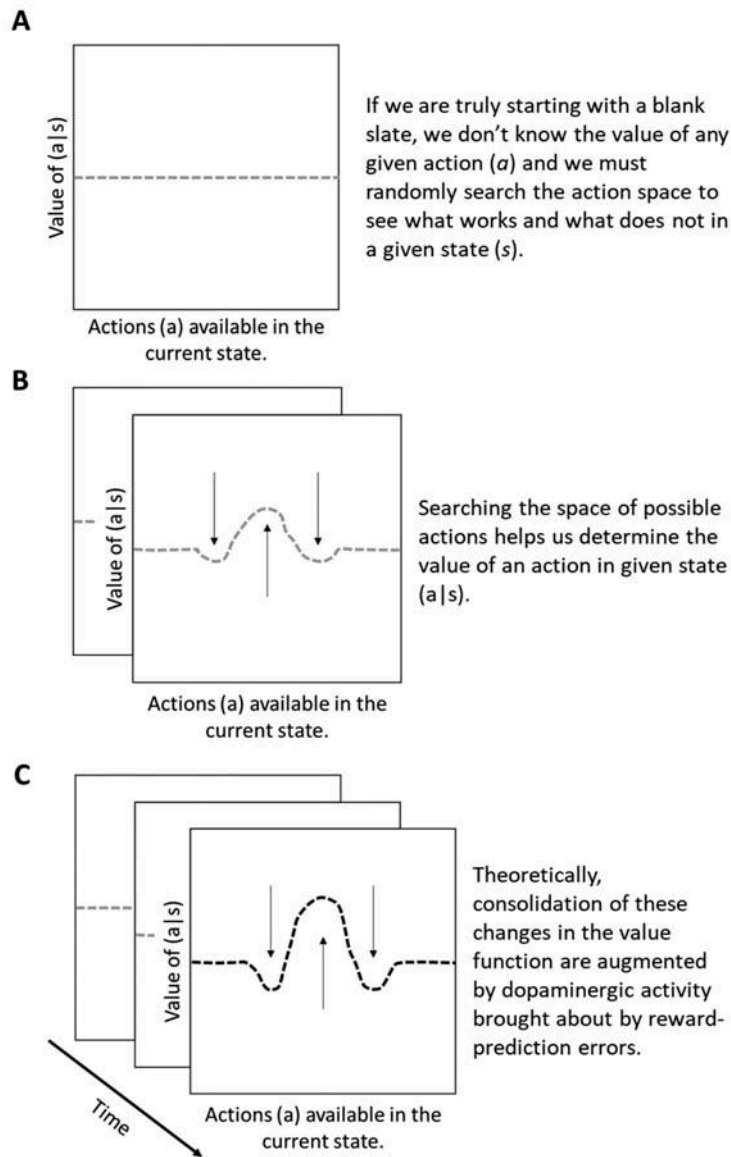 A
Value of (a|s)
If we are truly starting with a blank
slate, we don't know the value of any
given action (a) and we must
randomly search the action space to
see what works and what does not in
a given state (s).
Actions (a) available in the
current state.
B
Value of (a|s)
Searching the space of possible
actions helps us determine the
value of an action in given state
(a|s).
Actions (a) available in the
current state.
C
Value of (a|s)
Theoretically,
consolidation of these
changes in the value
function are augmented
by dopaminergic activity
brought about by reward-
prediction errors.
Time
Actions (a) available in the
current state.